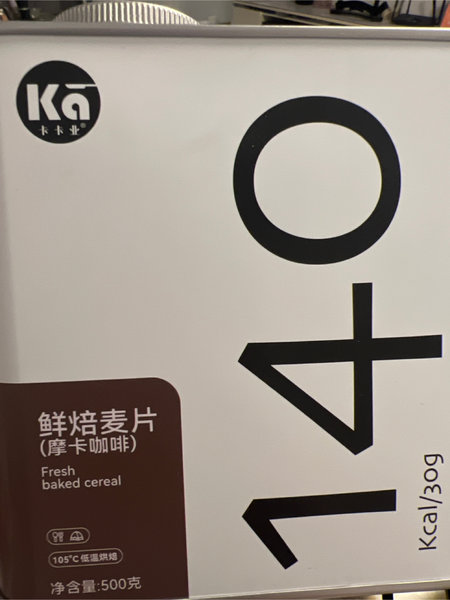 Kā
卡卡业®
140
Kcal/30g
鲜焙麦片
(摩卡咖啡)
Fresh
baked cereal
105°C 低温烘焙
净含量:500克